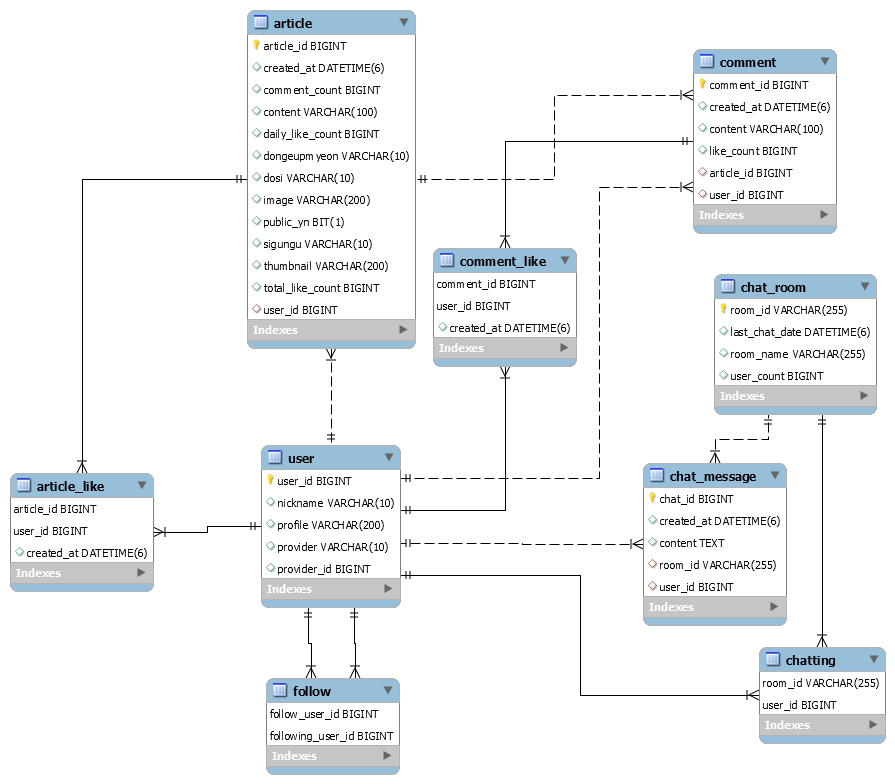 article
article_id BIGINT
created_at DATETIME(6)
comment_count BIGINT
content VARCHAR(100)
daily_like_count BIGINT
dongeupmyeon VARCHAR(10)
dosi VARCHAR(10)
image VARCHAR(200)
public_yn BIT(1)
sigungu VARCHAR(10)
thumbnail VARCHAR(200)
total_like_count BIGINT
user_id BIGINT
Indexes
comment
comment_id BIGINT
created_at DATETIME(6)
content VARCHAR(100)
like_count BIGINT
article_id BIGINT
user_id BIGINT
Indexes
comment_like
comment_id BIGINT
user_id BIGINT
created_at DATETIME(6)
Indexes
chat_room
room_id VARCHAR(255)
last_chat_date DATETIME(6)
room_name VARCHAR(255)
user_count BIGINT
Indexes
article_like
article_id BIGINT
user_id BIGINT
created_at DATETIME(6)
Indexes
user
user_id BIGINT
nickname VARCHAR(10)
profile VARCHAR(200)
provider VARCHAR(10)
provider_id BIGINT
Indexes
chat_message
chat_id BIGINT
created_at DATETIME(6)
content TEXT
room_id VARCHAR(255)
user_id BIGINT
Indexes
follow
follow_user_id BIGINT
following_user_id BIGINT
Indexes
chatting
room_id VARCHAR(255)
user_id BIGINT
Indexes